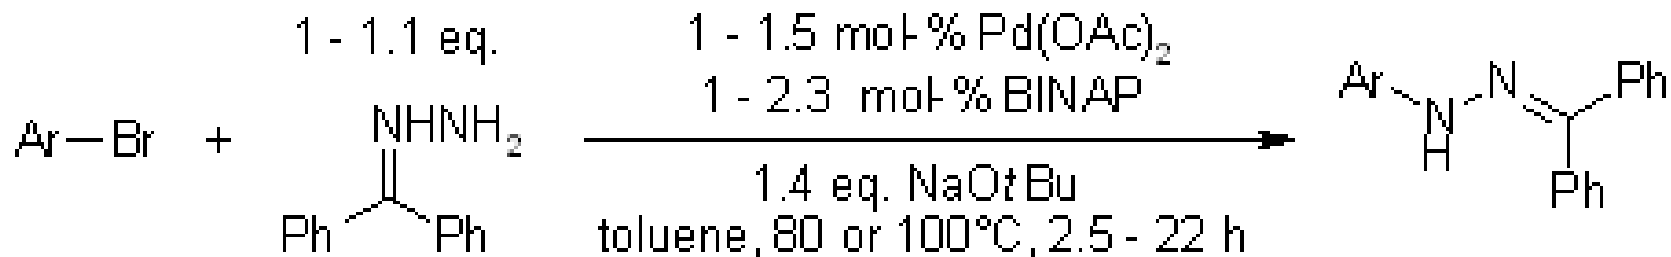 1 - 1.1 eq.
1 - 1.5 mol-% Pd(OAc)2
1 - 2.3 mol-% BINAP
Ar Br + NHNH2
Ph Ph
1.4 eq. NaOtBu
toluene, 80 or 100°C, 2.5 - 22 h
Ar N Ph
N
H
Ph